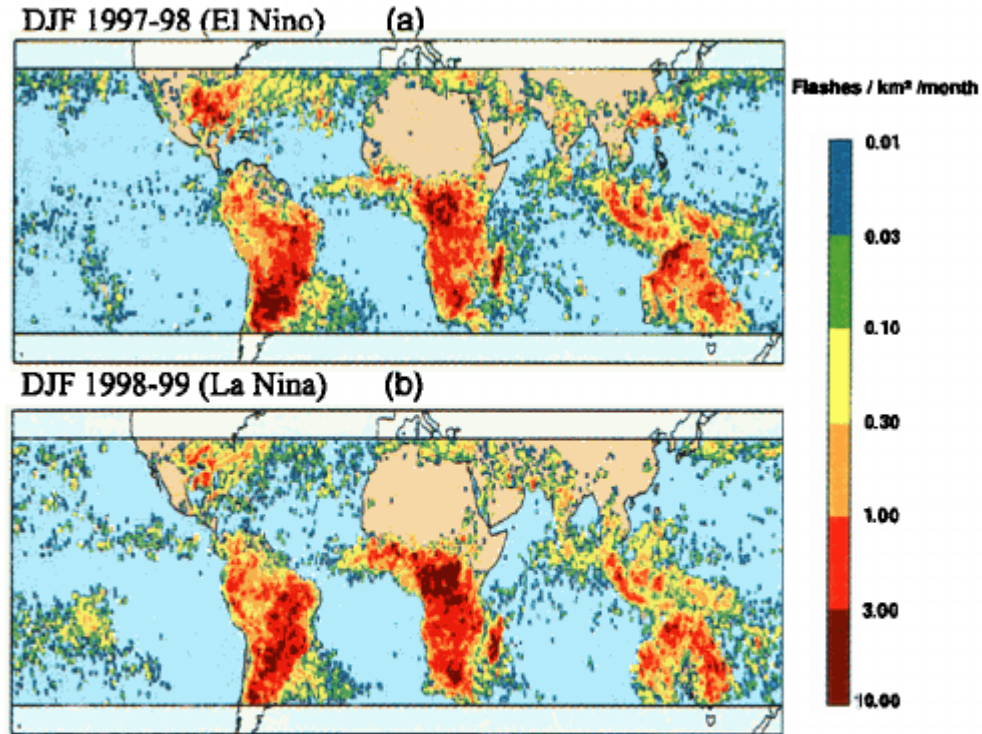 DJF 1997-98 (El Nino) (a)
Flashes / km² /month
0.01
0.03
0.10
0.30
1.00
3.00
10.00
DJF 1998-99 (La Nina) (b)